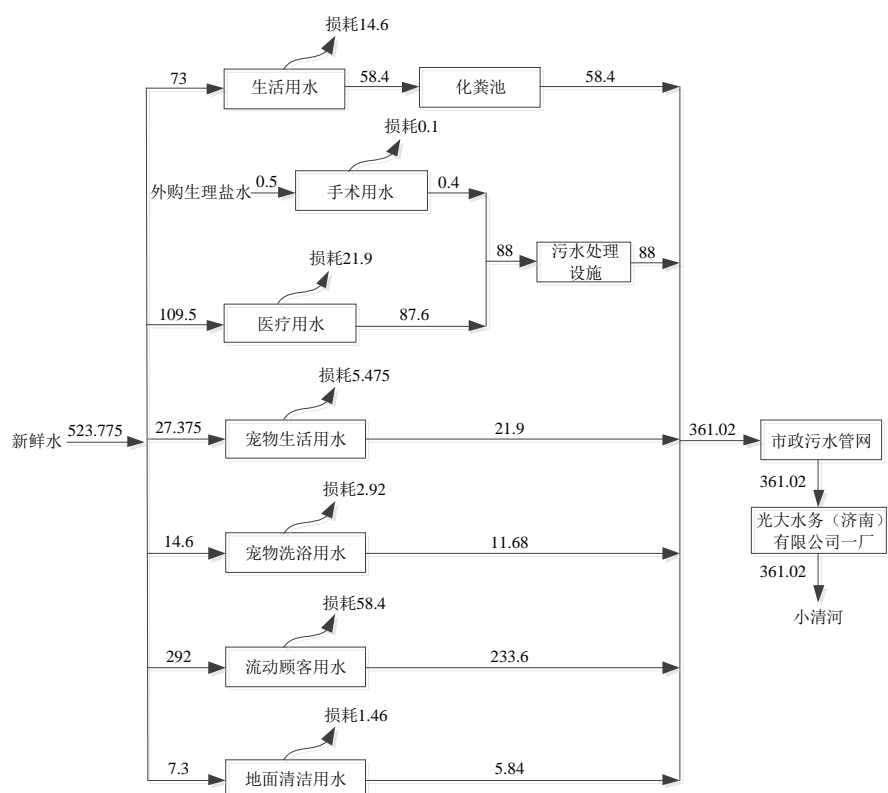 损耗14.6
73
生活用水
58.4
化粪池
58.4
损耗0.1
外购生理盐水
0.5
手术用水
0.4
损耗21.9
88
污水处理
设施
88
109.5
医疗用水
87.6
损耗5.475
新鲜水
523.775
27.375
宠物生活用水
21.9
361.02
市政污水管网
361.02
损耗2.92
14.6
宠物洗浴用水
11.68
光大水务（济南）
有限公司一厂
361.02
小清河
损耗58.4
292
流动顾客用水
233.6
损耗1.46
7.3
地面清洁用水
5.84